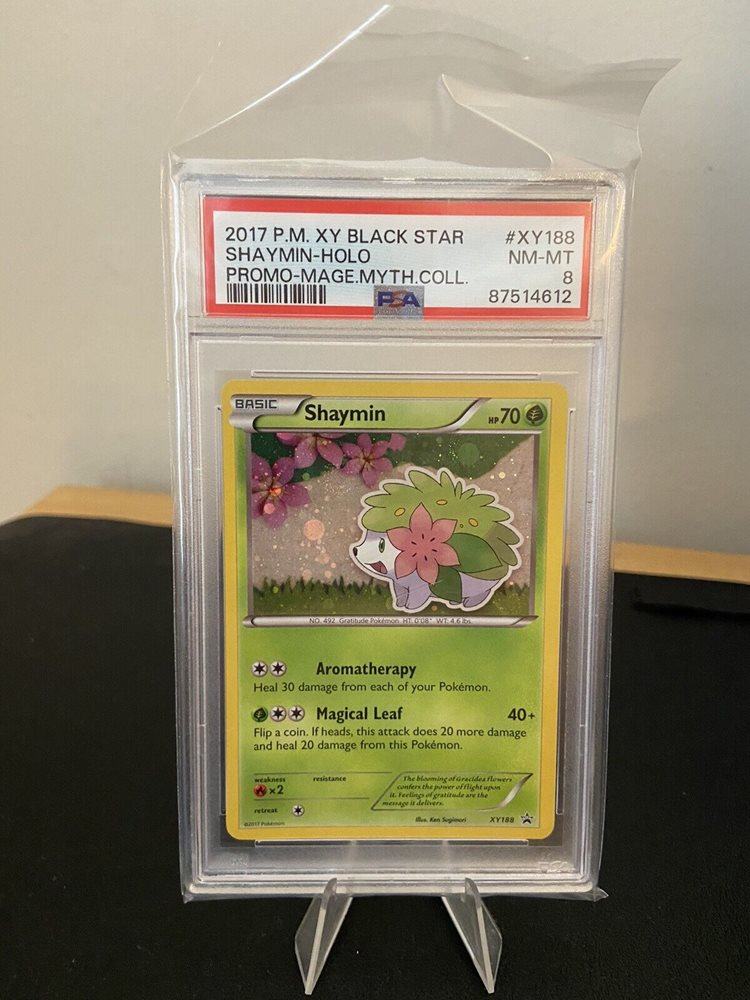 2017 P.M. XY BLACK STAR #XY188
SHAYMIN-HOLO NM-MT
PROMO-MAGE.MYTH.COLL. 8
PSA 87514612
BASIC Shaymin HP 70
NO. 492 Gratitude Pokémon HT: 0'08" WT: 4.6 lbs.
Aromatherapy
Heal 30 damage from each of your Pokémon.
Magical Leaf 40+
Flip a coin. If heads, this attack does 20 more damage
and heal 20 damage from this Pokémon.
weakness resistance
×2
retreat
The blooming of Gracidea flowers
confers the power of flight upon
it. Feelings of gratitude are the
message it delivers.
©2017 Pokémon Illus. Ken Sugimori XY188